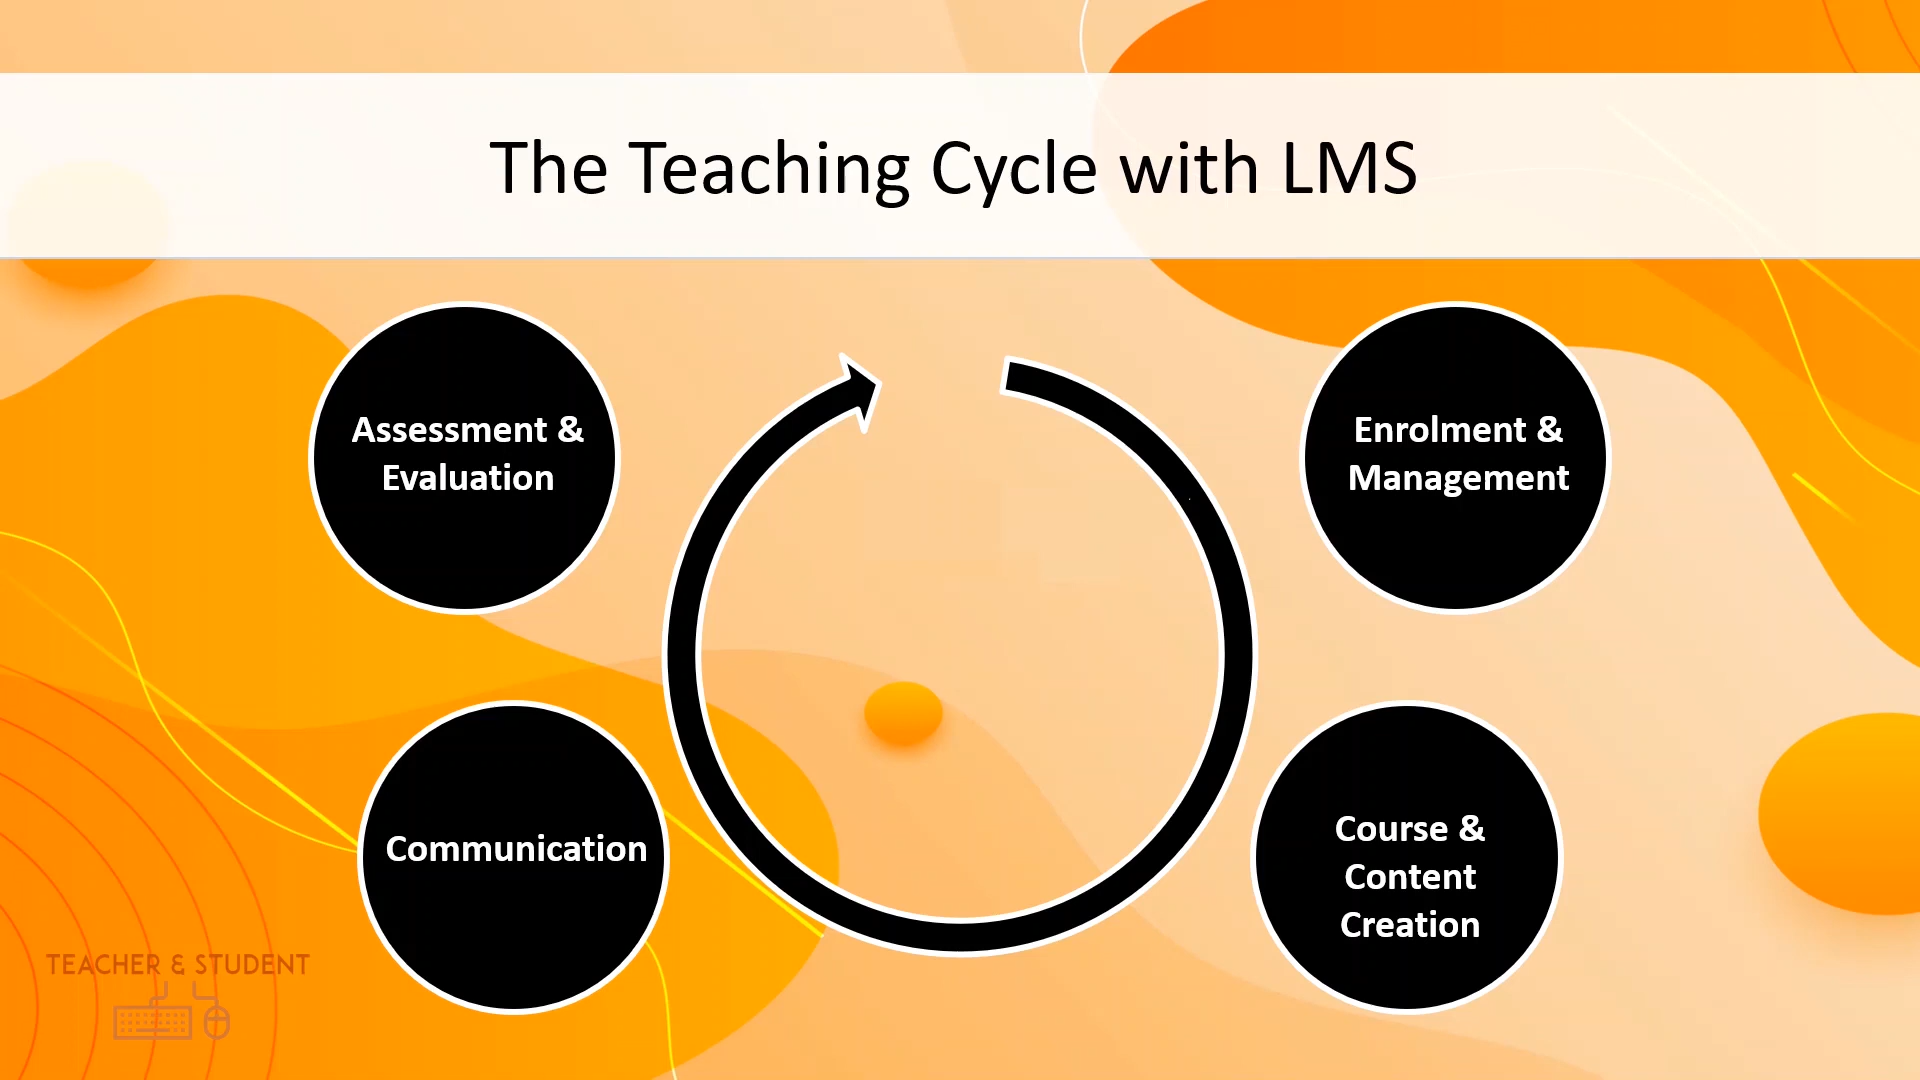 The Teaching Cycle with LMS
Assessment &
Evaluation
Enrolment &
Management
Communication
Course &
Content
Creation
TEACHER & STUDENT